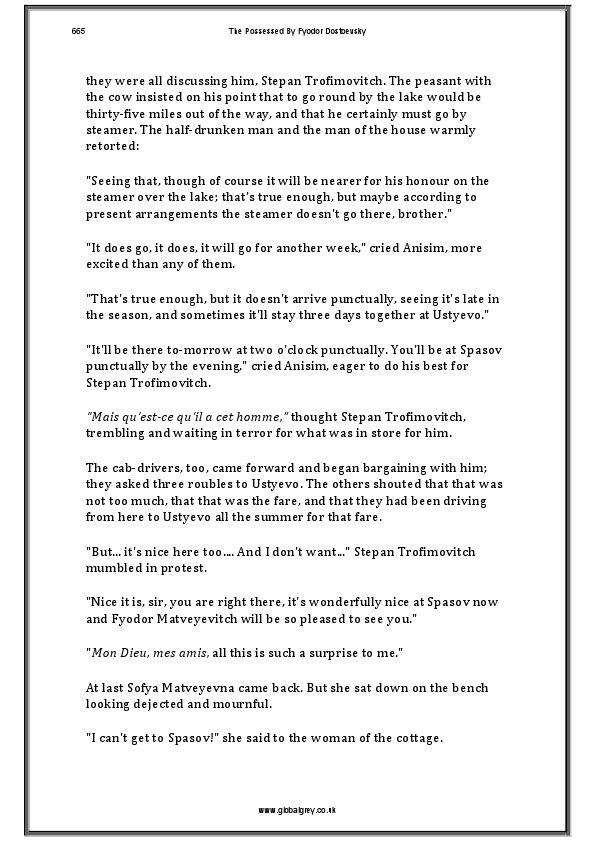 665 The Possessed By Fyodor Dostoevsky
they were all discussing him, Stepan Trofimovitch. The peasant with
the cow insisted on his point that to go round by the lake would be
thirty-five miles out of the way, and that he certainly must go by
steamer. The half-drunken man and the man of the house warmly
retorted:
"Seeing that, though of course it will be nearer for his honour on the
steamer over the lake; that's true enough, but maybe according to
present arrangements the steamer doesn't go there, brother."
"It does go, it does, it will go for another week," cried Anisim, more
excited than any of them.
"That's true enough, but it doesn't arrive punctually, seeing it's late in
the season, and sometimes it'll stay three days together at Ustyevo."
"It'll be there to-morrow at two o'clock punctually. You'll be at Spasov
punctually by the evening," cried Anisim, eager to do his best for
Stepan Trofimovitch.
"Mais qu'est-ce qu'il a cet homme," thought Stepan Trofimovitch,
trembling and waiting in terror for what was in store for him.
The cab-drivers, too, came forward and began bargaining with him;
they asked three roubles to Ustyevo. The others shouted that that was
not too much, that that was the fare, and that they had been driving
from here to Ustyevo all the summer for that fare.
"But... it's nice here too.... And I don't want..." Stepan Trofimovitch
mumbled in protest.
"Nice it is, sir, you are right there, it's wonderfully nice at Spasov now
and Fyodor Matveyevitch will be so pleased to see you."
"Mon Dieu, mes amis, all this is such a surprise to me."
At last Sofya Matveyevna came back. But she sat down on the bench
looking dejected and mournful.
"I can't get to Spasov!" she said to the woman of the cottage.
www.globalgrey.co.uk